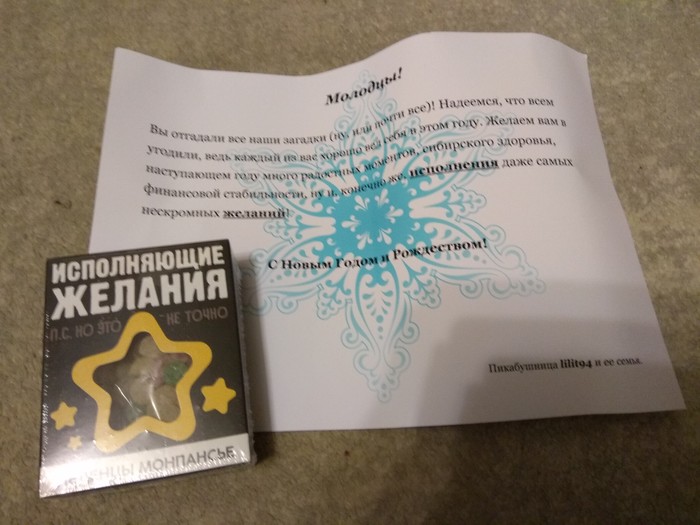 Молодцы!
Вы отгадали все наши загадки (ну, или почти все)! Надеемся, что всем
угодили, ведь каждый из вас хорошо вел себя в этом году. Желаем вам в
наступающем году много радостных моментов, сибирского здоровья,
финансовой стабильности, ну и, конечно же, исполнения даже самых
нескромных желаний!
С Новым Годом и Рождеством!
Пикабушница lilit94 и ее семья.
ИСПОЛНЯЮЩИЕ
ЖЕЛАНИЯ
П.С. НО ЭТО НЕ ТОЧНО
МОНПАНСЬЕ